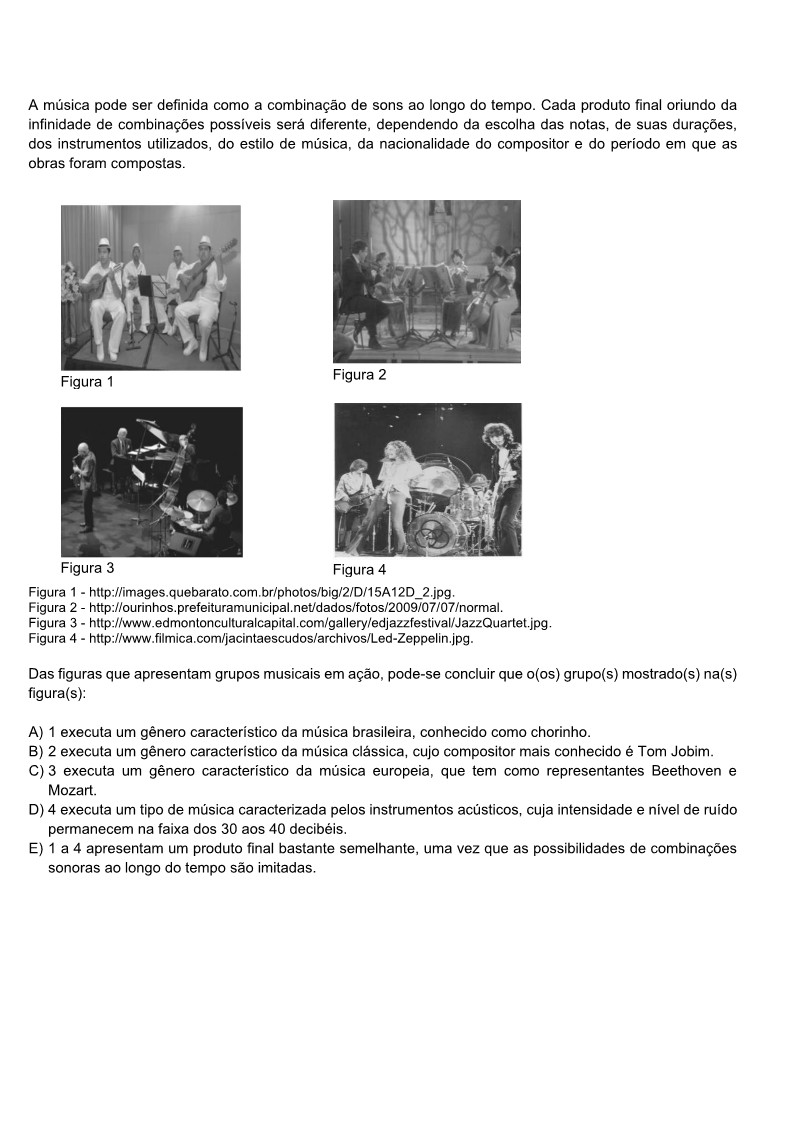 A música pode ser definida como a combinação de sons ao longo do tempo. Cada produto final oriundo da
infinidade de combinações possíveis será diferente, dependendo da escolha das notas, de suas durações,
dos instrumentos utilizados, do estilo de música, da nacionalidade do compositor e do período em que as
obras foram compostas.
Figura 1
Figura 2
Figura 3
Figura 4
Figura 1 - http://images.quebarato.com.br/photos/big/2/D/15A12D_2.jpg.
Figura 2 - http://ourinhos.prefeituramunicipal.net/dados/fotos/2009/07/07/normal.
Figura 3 - http://www.edmontonculturalcapital.com/gallery/edjazzfestival/JazzQuartet.jpg.
Figura 4 - http://www.filmica.com/jacintaescudos/archivos/Led-Zeppelin.jpg.
Das figuras que apresentam grupos musicais em ação, pode-se concluir que o(os) grupo(s) mostrado(s) na(s)
figura(s):
A) 1 executa um gênero característico da música brasileira, conhecido como chorinho.
B) 2 executa um gênero característico da música clássica, cujo compositor mais conhecido é Tom Jobim.
C) 3 executa um gênero característico da música europeia, que tem como representantes Beethoven e
Mozart.
D) 4 executa um tipo de música caracterizada pelos instrumentos acústicos, cuja intensidade e nível de ruído
permanecem na faixa dos 30 aos 40 decibéis.
E) 1 a 4 apresentam um produto final bastante semelhante, uma vez que as possibilidades de combinações
sonoras ao longo do tempo são imitadas.